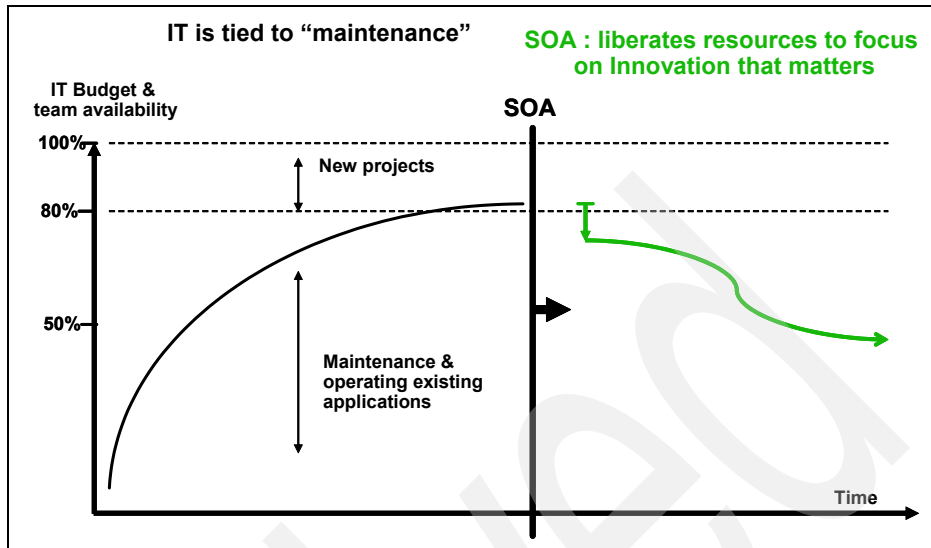 IT is tied to “maintenance”
SOA : liberates resources to focus
on Innovation that matters
IT Budget &
team availability
SOA
100%
New projects
80%
50%
Maintenance &
operating existing
applications
Time